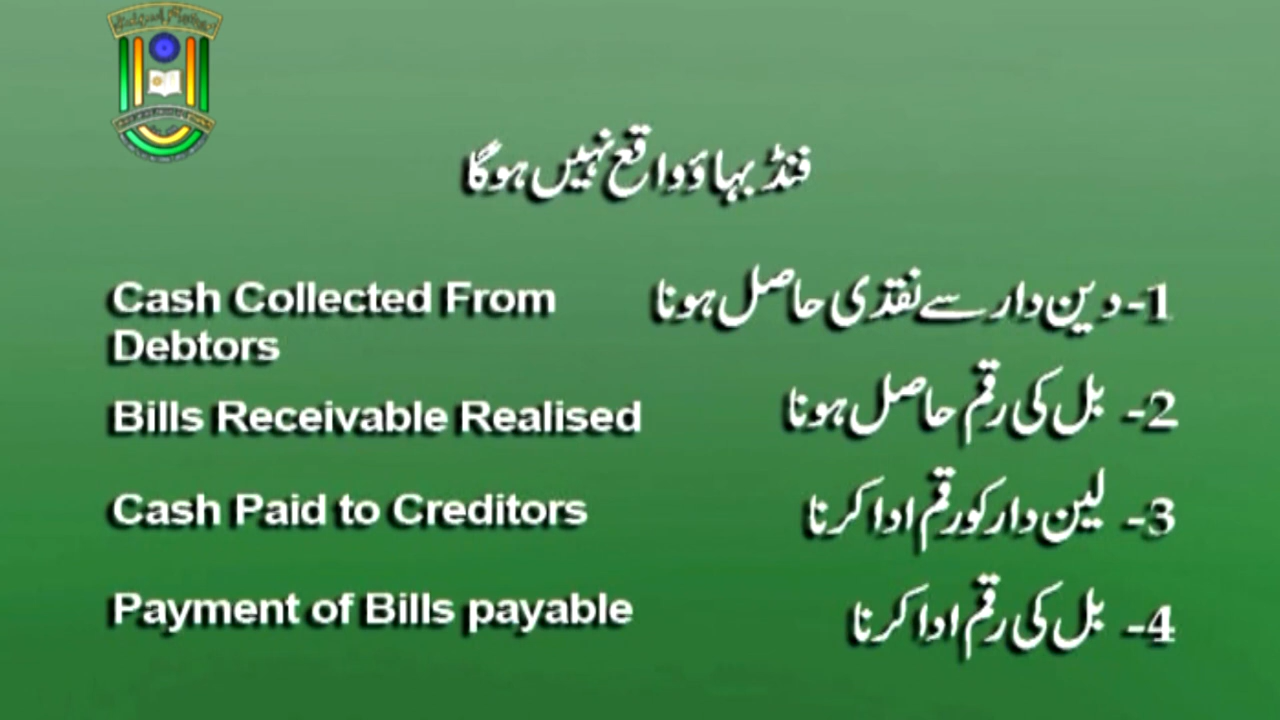 فنڈ بہاؤ واقع نہیں ہوگا
1- دین دار سے نقدی حاصل ہونا
Cash Collected From
Debtors
2- بل کی رقم حاصل ہونا
Bills Receivable Realised
3- لین دار کو رقم ادا کرنا
Cash Paid to Creditors
4- بل کی رقم ادا کرنا
Payment of Bills payable